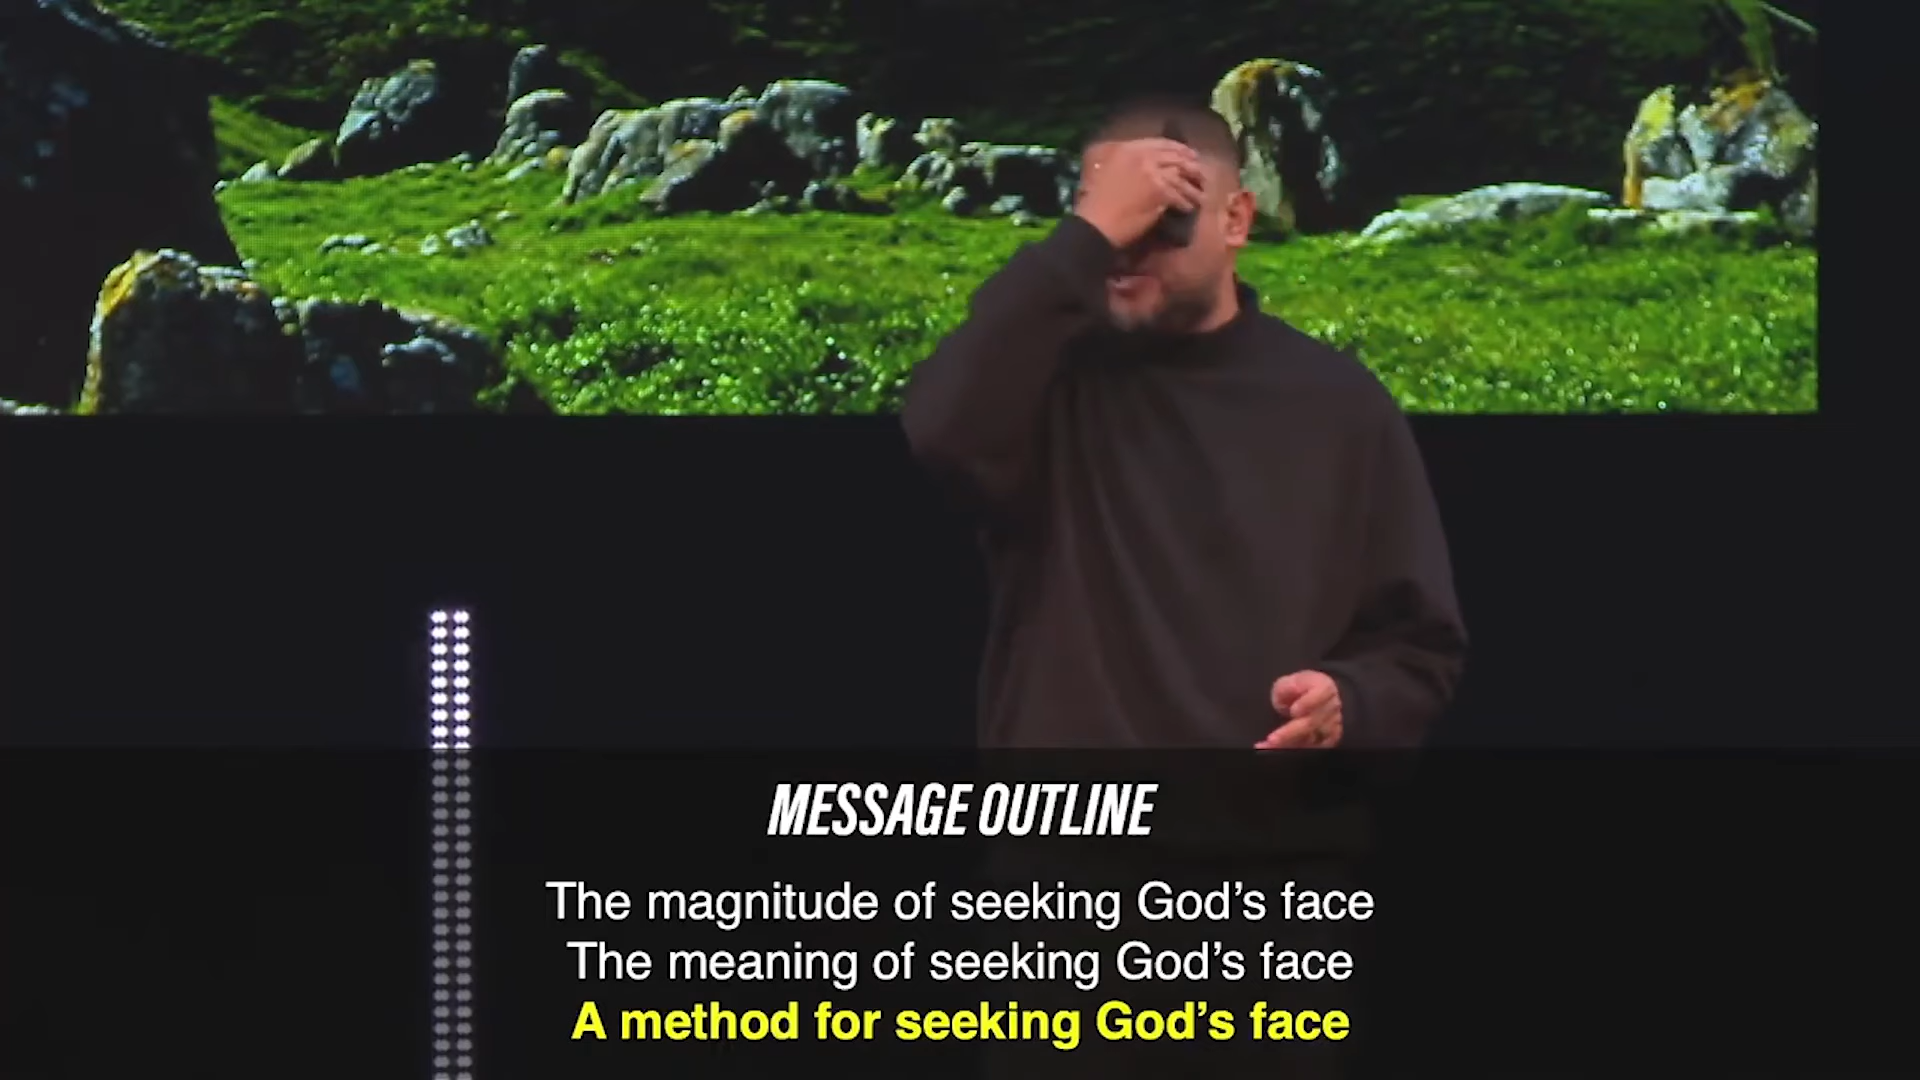 MESSAGE OUTLINE
The magnitude of seeking God’s face
The meaning of seeking God’s face
A method for seeking God’s face